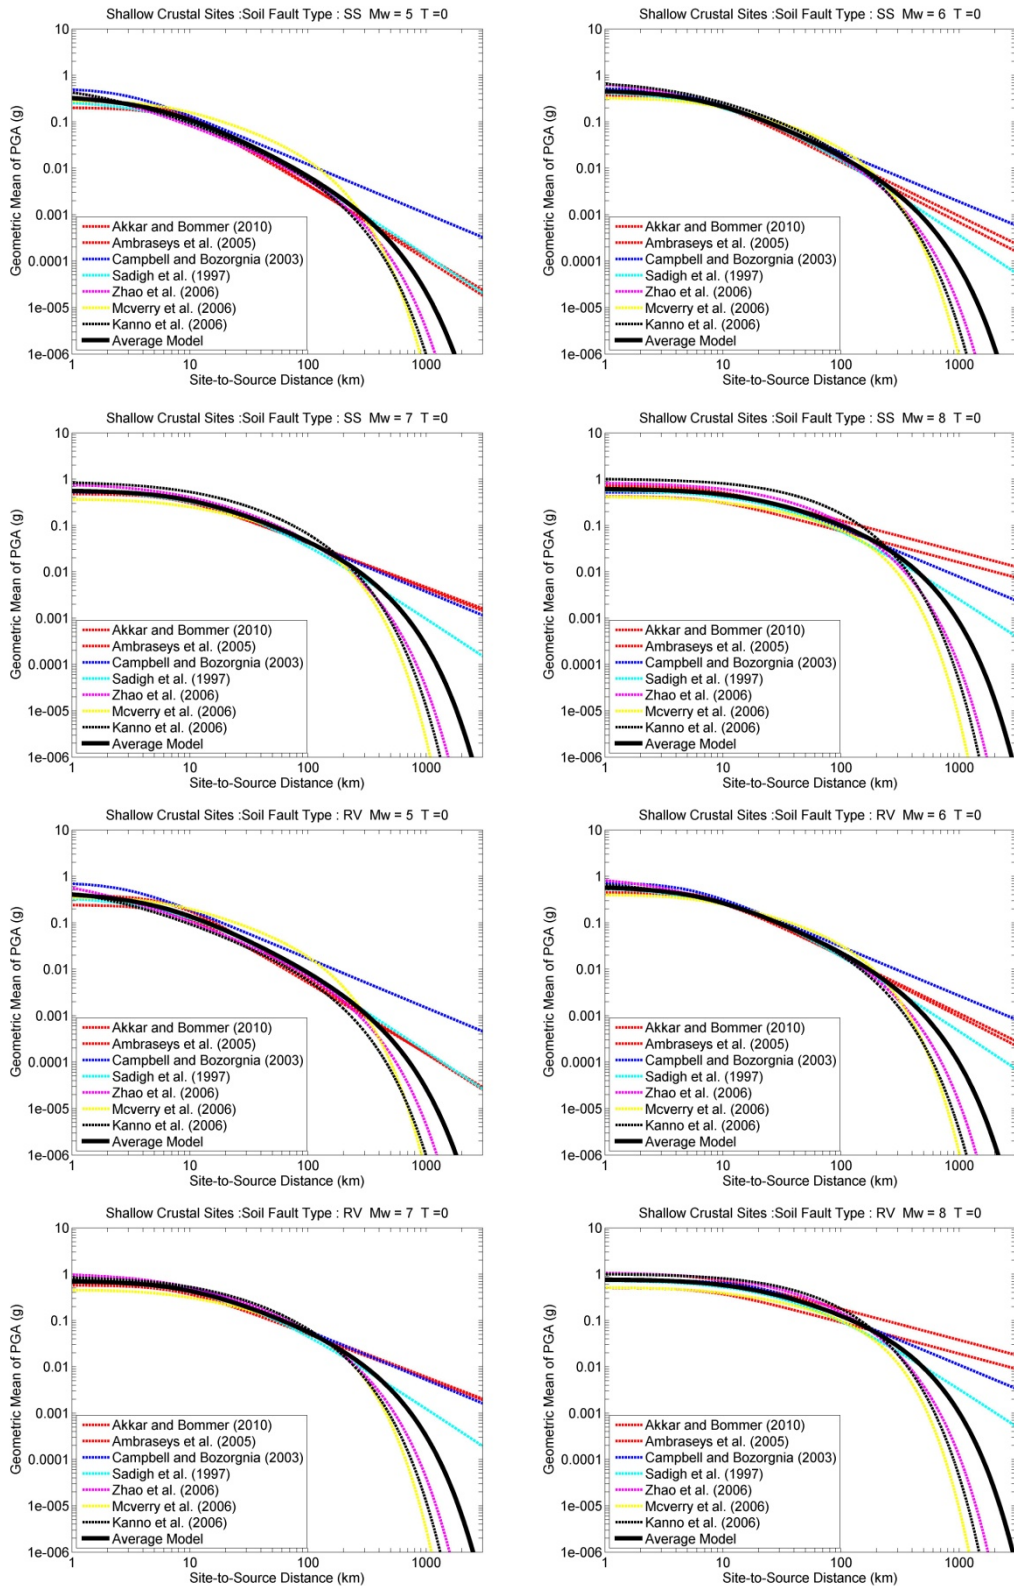 Shallow Crustal Sites :Soil Fault Type : SS Mw = 5 T =0
10
1
0.1
0.01
0.001
0.0001
1e-005
1e-006
Geometric Mean of PGA (g)
Akkar and Bommer (2010)
Ambraseys et al. (2005)
Campbell and Bozorgnia (2003)
Sadigh et al. (1997)
Zhao et al. (2006)
Mcverry et al. (2006)
Kanno et al. (2006)
Average Model
1 10 100 1000
Site-to-Source Distance (km)
Shallow Crustal Sites :Soil Fault Type : SS Mw = 6 T =0
10
1
0.1
0.01
0.001
0.0001
1e-005
1e-006
Geometric Mean of PGA (g)
Akkar and Bommer (2010)
Ambraseys et al. (2005)
Campbell and Bozorgnia (2003)
Sadigh et al. (1997)
Zhao et al. (2006)
Mcverry et al. (2006)
Kanno et al. (2006)
Average Model
1 10 100 1000
Site-to-Source Distance (km)
Shallow Crustal Sites :Soil Fault Type : SS Mw = 7 T =0
10
1
0.1
0.01
0.001
0.0001
1e-005
1e-006
Geometric Mean of PGA (g)
Akkar and Bommer (2010)
Ambraseys et al. (2005)
Campbell and Bozorgnia (2003)
Sadigh et al. (1997)
Zhao et al. (2006)
Mcverry et al. (2006)
Kanno et al. (2006)
Average Model
1 10 100 1000
Site-to-Source Distance (km)
Shallow Crustal Sites :Soil Fault Type : SS Mw = 8 T =0
10
1
0.1
0.01
0.001
0.0001
1e-005
1e-006
Geometric Mean of PGA (g)
Akkar and Bommer (2010)
Ambraseys et al. (2005)
Campbell and Bozorgnia (2003)
Sadigh et al. (1997)
Zhao et al. (2006)
Mcverry et al. (2006)
Kanno et al. (2006)
Average Model
1 10 100 1000
Site-to-Source Distance (km)
Shallow Crustal Sites :Soil Fault Type : RV Mw = 5 T =0
10
1
0.1
0.01
0.001
0.0001
1e-005
1e-006
Geometric Mean of PGA (g)
Akkar and Bommer (2010)
Ambraseys et al. (2005)
Campbell and Bozorgnia (2003)
Sadigh et al. (1997)
Zhao et al. (2006)
Mcverry et al. (2006)
Kanno et al. (2006)
Average Model
1 10 100 1000
Site-to-Source Distance (km)
Shallow Crustal Sites :Soil Fault Type : RV Mw = 6 T =0
10
1
0.1
0.01
0.001
0.0001
1e-005
1e-006
Geometric Mean of PGA (g)
Akkar and Bommer (2010)
Ambraseys et al. (2005)
Campbell and Bozorgnia (2003)
Sadigh et al. (1997)
Zhao et al. (2006)
Mcverry et al. (2006)
Kanno et al. (2006)
Average Model
1 10 100 1000
Site-to-Source Distance (km)
Shallow Crustal Sites :Soil Fault Type : RV Mw = 7 T =0
10
1
0.1
0.01
0.001
0.0001
1e-005
1e-006
Geometric Mean of PGA (g)
Akkar and Bommer (2010)
Ambraseys et al. (2005)
Campbell and Bozorgnia (2003)
Sadigh et al. (1997)
Zhao et al. (2006)
Mcverry et al. (2006)
Kanno et al. (2006)
Average Model
1 10 100 1000
Site-to-Source Distance (km)
Shallow Crustal Sites :Soil Fault Type : RV Mw = 8 T =0
10
1
0.1
0.01
0.001
0.0001
1e-005
1e-006
Geometric Mean of PGA (g)
Akkar and Bommer (2010)
Ambraseys et al. (2005)
Campbell and Bozorgnia (2003)
Sadigh et al. (1997)
Zhao et al. (2006)
Mcverry et al. (2006)
Kanno et al. (2006)
Average Model
1 10 100 1000
Site-to-Source Distance (km)